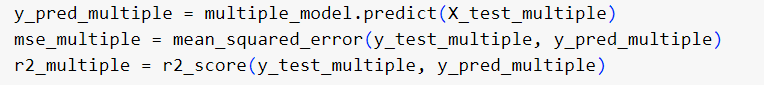 y_pred_multiple = multiple_model.predict(X_test_multiple)
mse_multiple = mean_squared_error(y_test_multiple, y_pred_multiple)
r2_multiple = r2_score(y_test_multiple, y_pred_multiple)